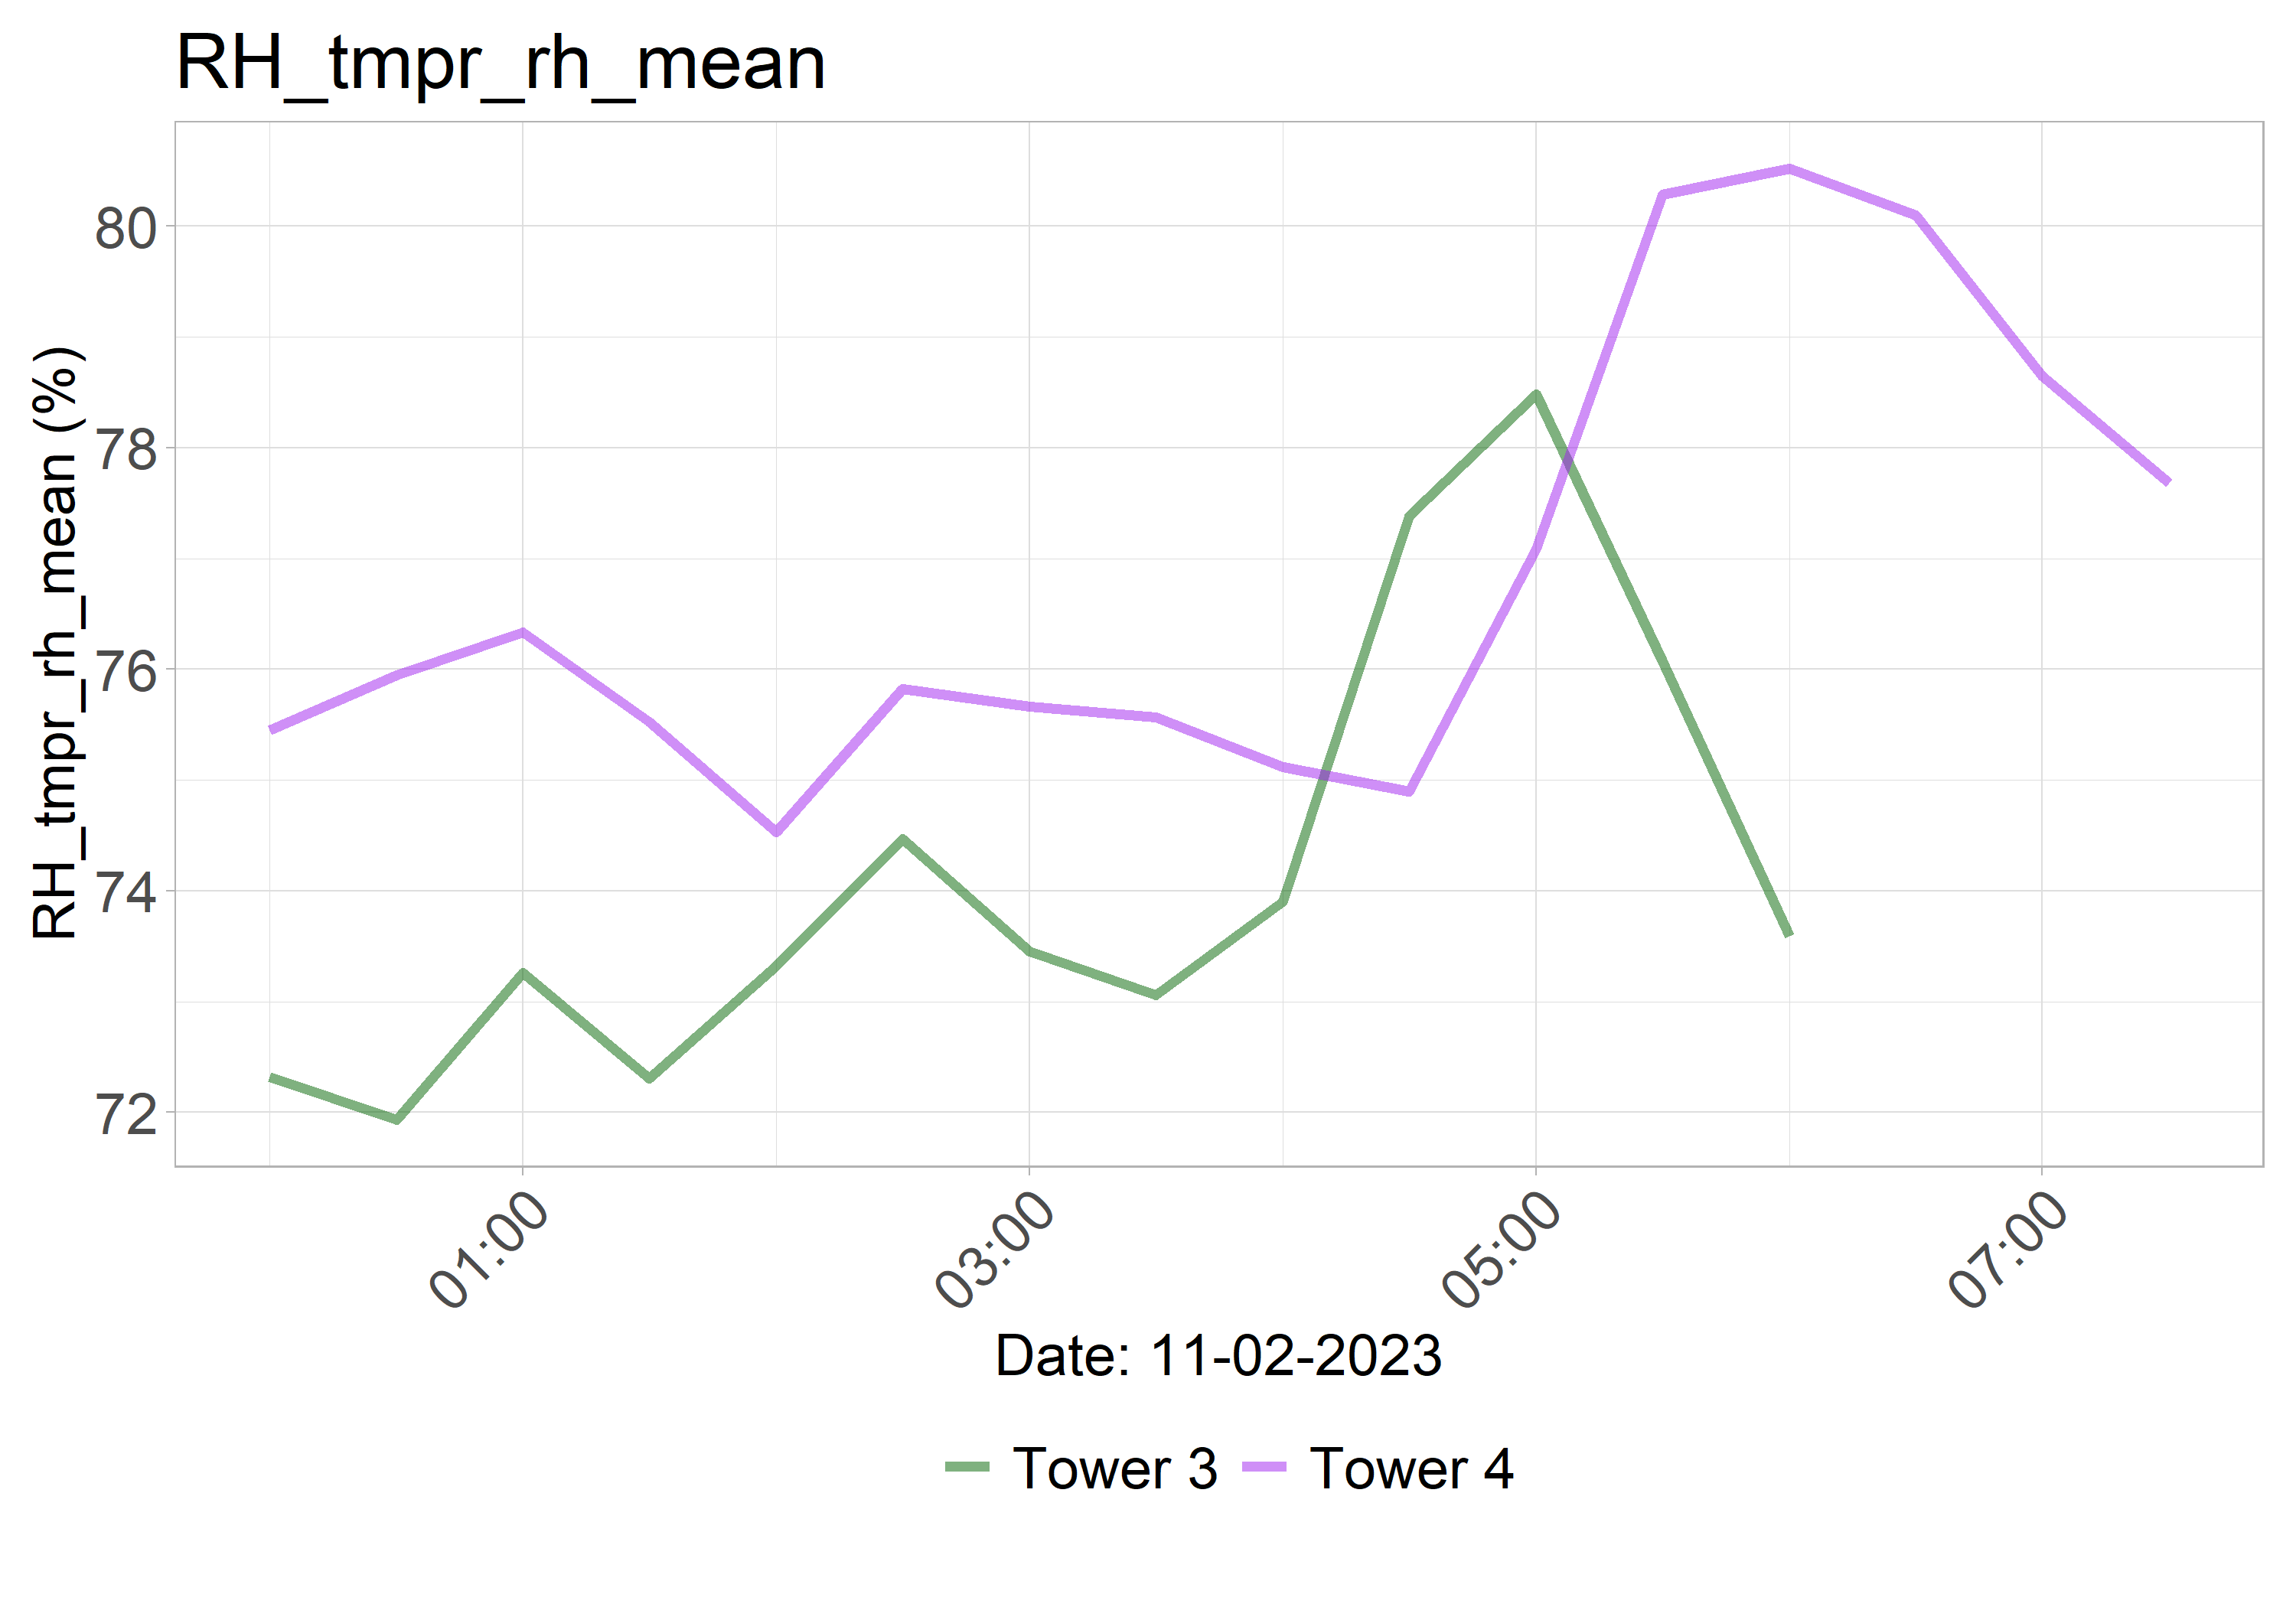 RH_tmpr_rh_mean
RH_tmpr_rh_mean (%)
80
78
76
74
72
01:00
03:00
05:00
07:00
Date: 11-02-2023
Tower 3
Tower 4